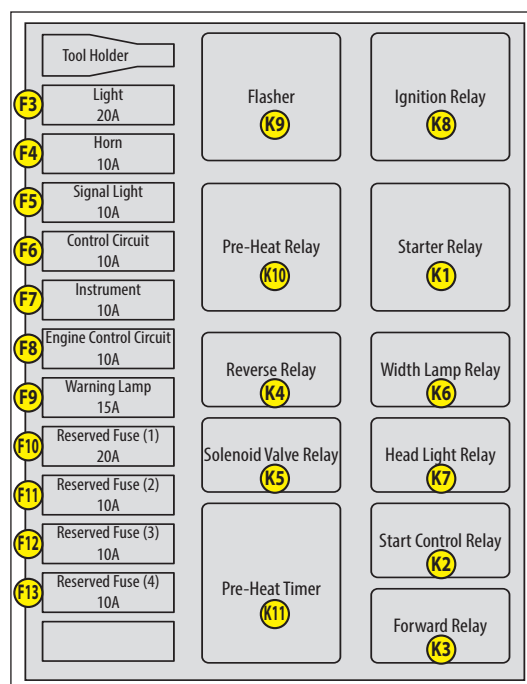 Tool Holder
F3
Light
20A
F4
Horn
10A
F5
Signal Light
10A
F6
Control Circuit
10A
F7
Instrument
10A
F8
Engine Control Circuit
10A
F9
Warning Lamp
15A
F10
Reserved Fuse (1)
20A
F11
Reserved Fuse (2)
10A
F12
Reserved Fuse (3)
10A
F13
Reserved Fuse (4)
10A
Flasher
K9
Ignition Relay
K8
Pre-Heat Relay
K10
Starter Relay
K1
Reverse Relay
K4
Width Lamp Relay
K6
Solenoid Valve Relay
K5
Head Light Relay
K7
Pre-Heat Timer
K11
Start Control Relay
K2
Forward Relay
K3